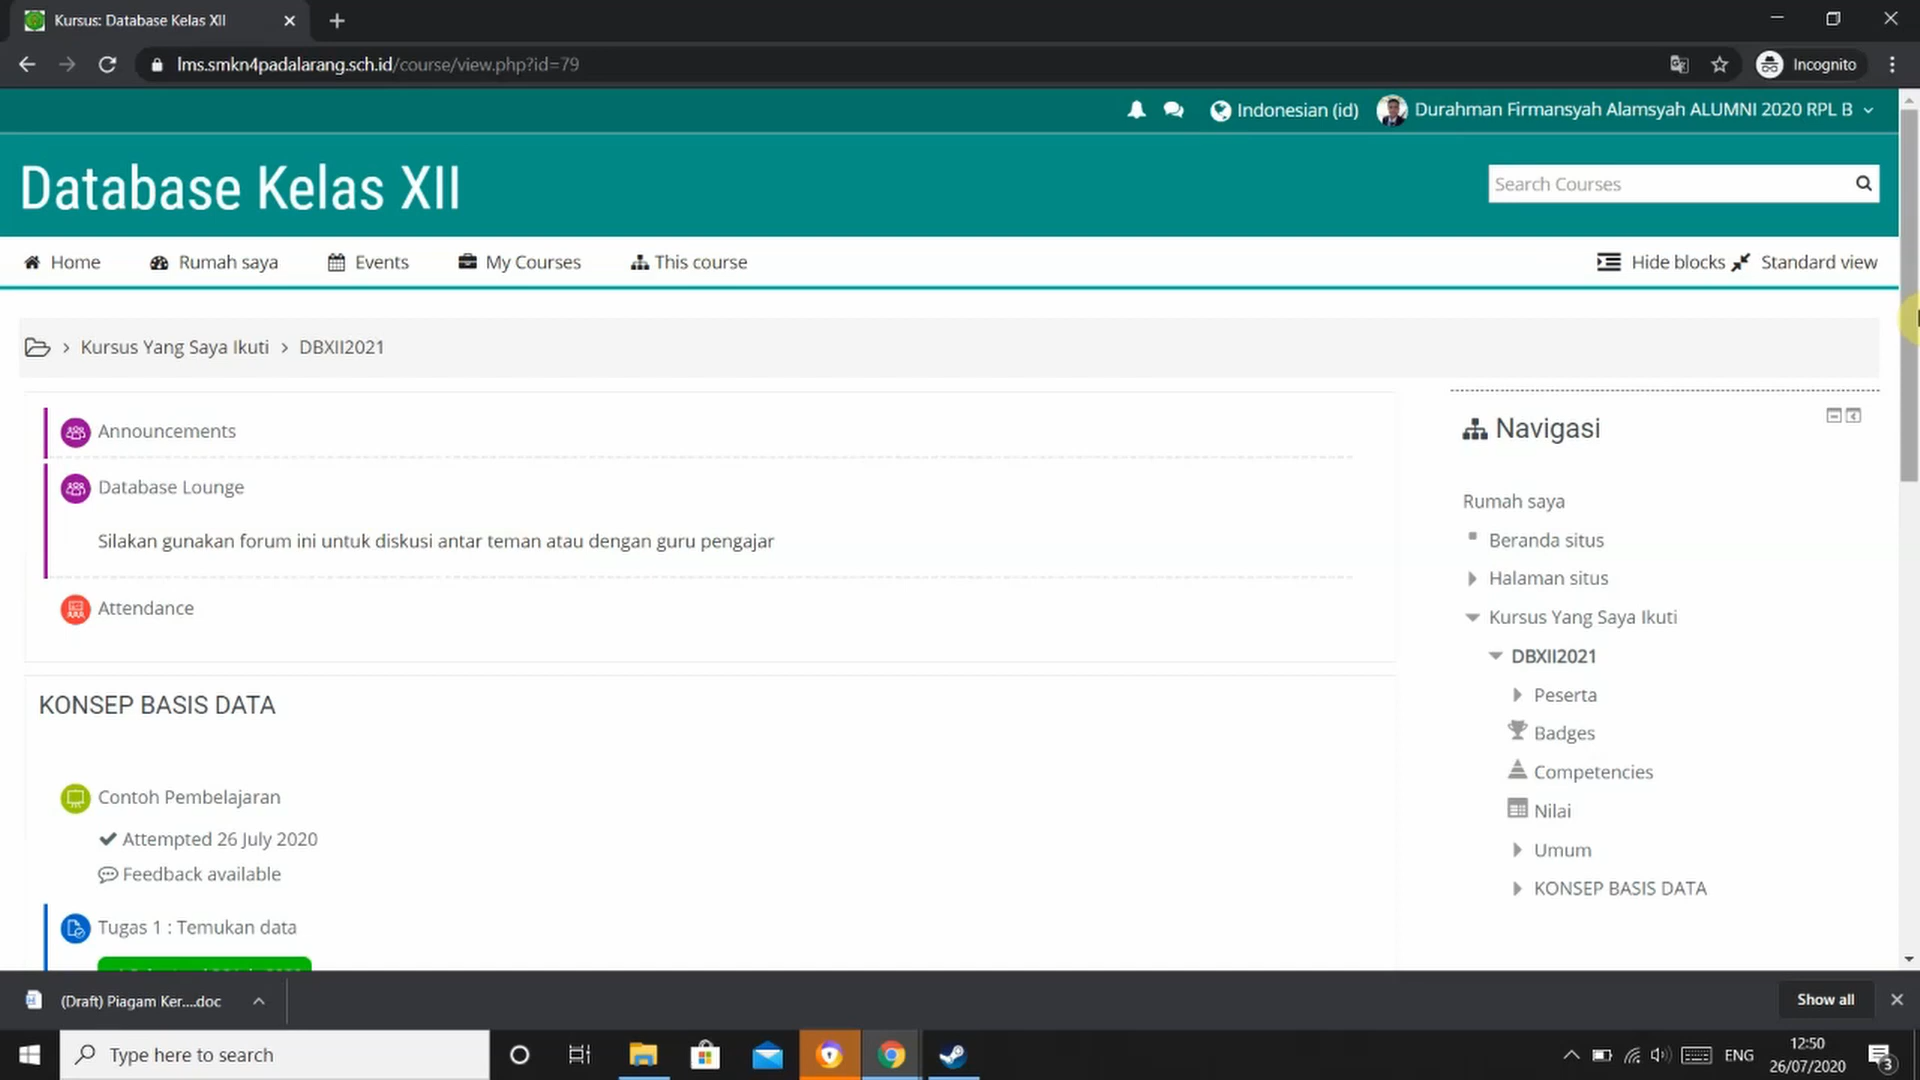 Kursus: Database Kelas XII
lms.smkn4padalarang.sch.id/course/view.php?id=79
Incognito
Indonesian (id)
Durahman Firmansyah Alamsyah ALUMNI 2020 RPL B
Database Kelas XII
Search Courses
Home
Rumah saya
Events
My Courses
This course
Hide blocks
Standard view
Kursus Yang Saya Ikuti
DBXII2021
Announcements
Database Lounge
Silakan gunakan forum ini untuk diskusi antar teman atau dengan guru pengajar
Attendance
KONSEP BASIS DATA
Contoh Pembelajaran
Attempted 26 July 2020
Feedback available
Tugas 1 : Temukan data
Navigasi
Rumah saya
Beranda situs
Halaman situs
Kursus Yang Saya Ikuti
DBXII2021
Peserta
Badges
Competencies
Nilai
Umum
KONSEP BASIS DATA
(Draft) Piagam Ker....doc
Show all
Type here to search
ENG
12:50
26/07/2020
3